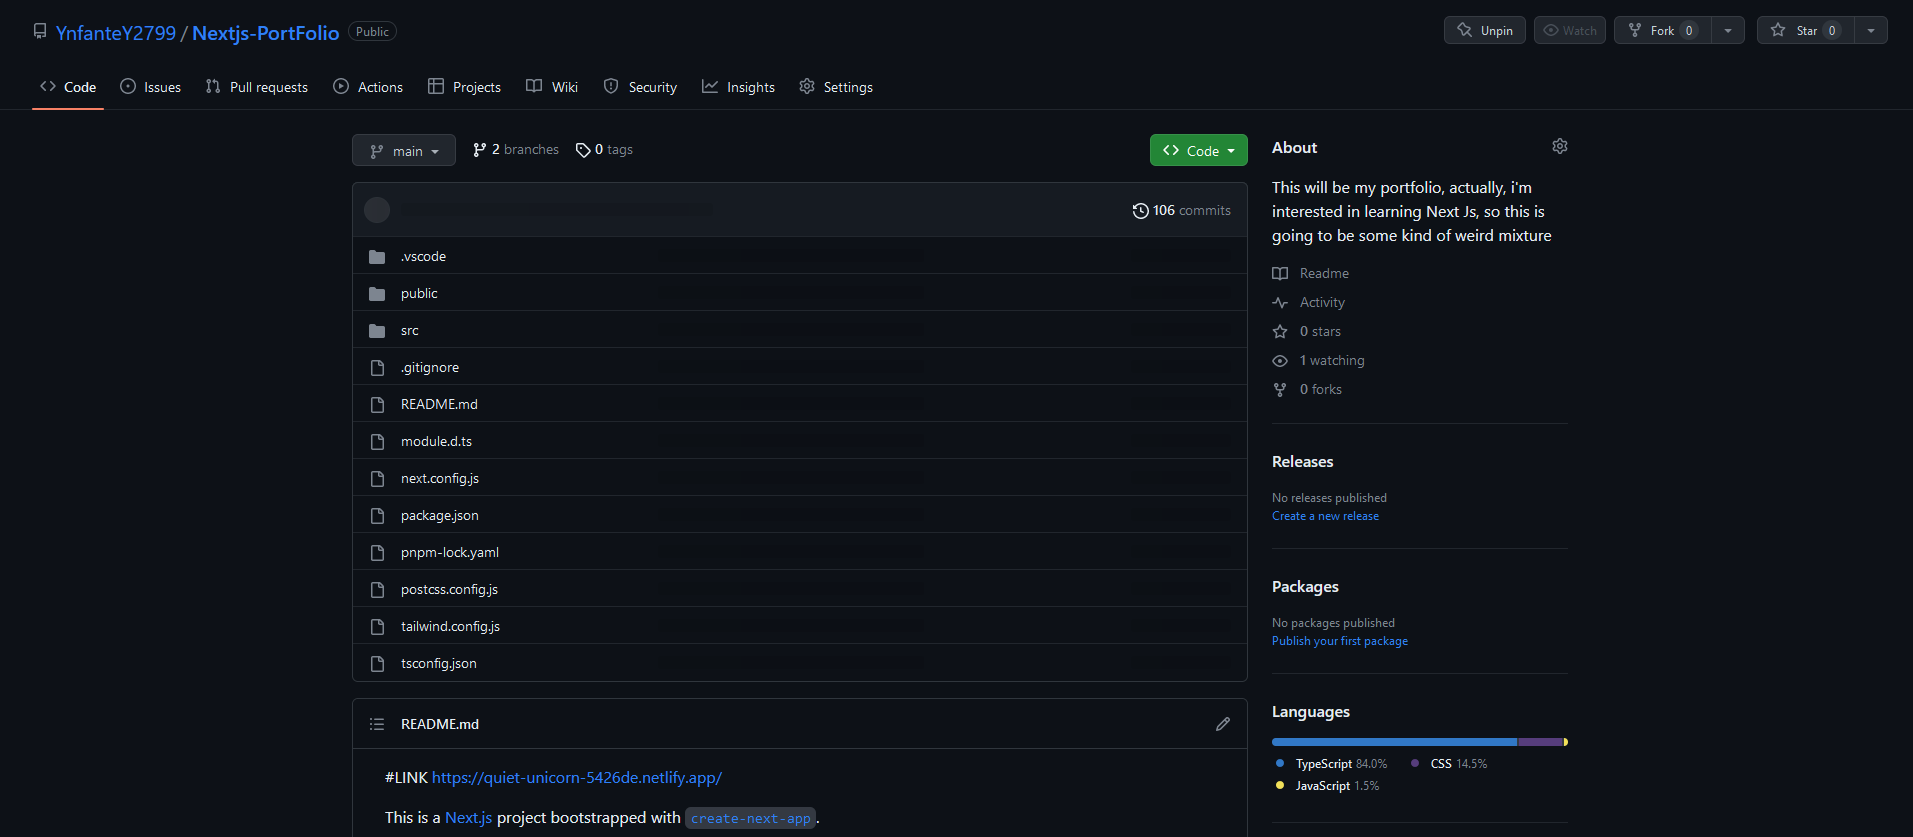 YnfanteY2799 / Nextjs-PortFolio Public
Unpin Watch Fork 0 Star 0
Code Issues Pull requests Actions Projects Wiki Security Insights Settings
main 2 branches 0 tags Code
106 commits
.vscode
public
src
.gitignore
README.md
module.d.ts
next.config.js
package.json
pnpm-lock.yaml
postcss.config.js
tailwind.config.js
tsconfig.json
README.md
#LINK https://quiet-unicorn-5426de.netlify.app/
This is a Next.js project bootstrapped with create-next-app.
About
This will be my portfolio, actually, i'm
interested in learning Next Js, so this is
going to be some kind of weird mixture
Readme
Activity
0 stars
1 watching
0 forks
Releases
No releases published
Create a new release
Packages
No packages published
Publish your first package
Languages
TypeScript 84.0% CSS 14.5%
JavaScript 1.5%